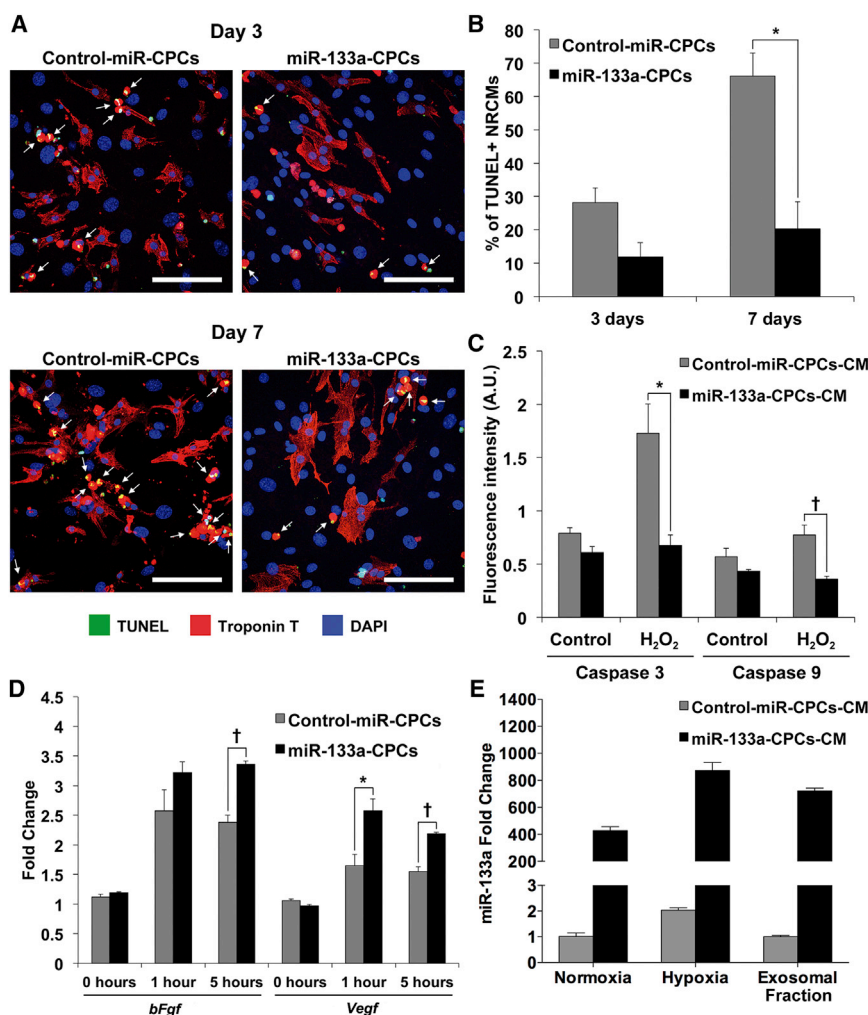 A
Day 3
Control-miR-CPCs
miR-133a-CPCs
Day 7
Control-miR-CPCs
miR-133a-CPCs
TUNEL
Troponin T
DAPI
B
% of TUNEL+ NRCMs
80
70
60
50
40
30
20
10
0
Control-miR-CPCs
miR-133a-CPCs
*
3 days
7 days
C
Fluorescence intensity (A.U.)
2.5
2
1.5
1
0.5
0
Control-miR-CPCs-CM
miR-133a-CPCs-CM
*
†
Control
H₂O₂
Control
H₂O₂
Caspase 3
Caspase 9
D
Fold Change
4.5
4
3.5
3
2.5
2
1.5
1
0
Control-miR-CPCs
miR-133a-CPCs
†
*
†
0 hours
1 hour
5 hours
0 hours
1 hour
5 hours
bFgf
Vegf
E
miR-133a Fold Change
1400
1200
1000
800
600
400
200
3
2
1
0
Control-miR-CPCs-CM
miR-133a-CPCs-CM
Normoxia
Hypoxia
Exosomal
Fraction